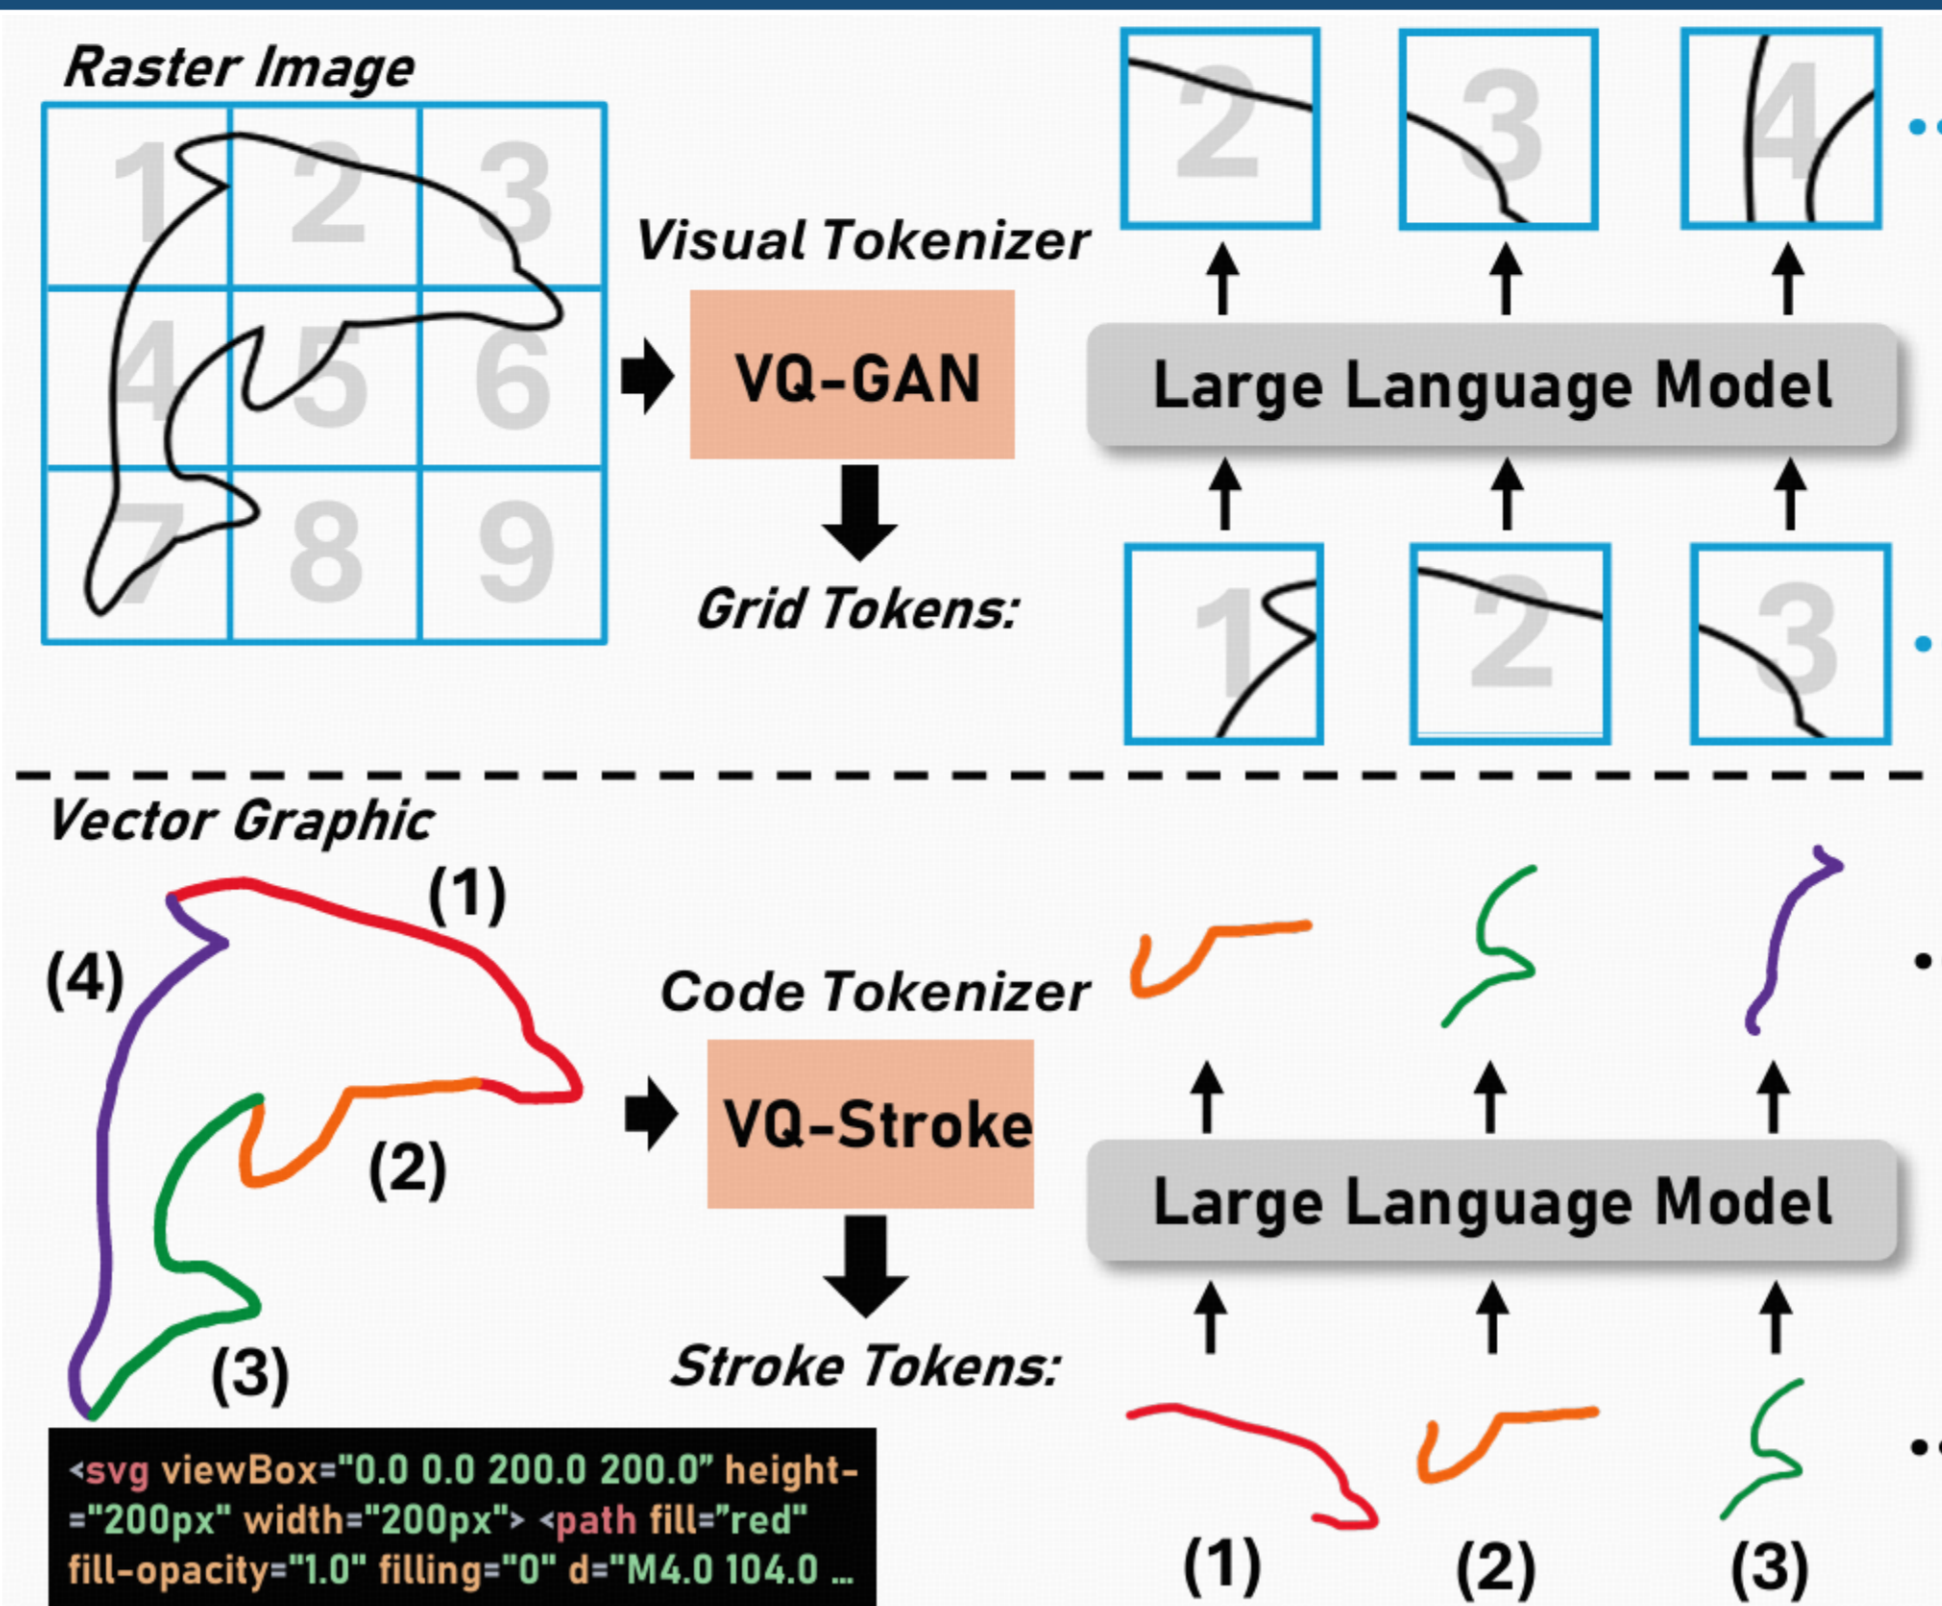 Raster Image
1 2 3
4 5 6
7 8 9
Visual Tokenizer
VQ-GAN
Grid Tokens:
2 3 4
Large Language Model
1 2 3
Vector Graphic
(1)
(4)
(2)
(3)
Code Tokenizer
VQ-Stroke
Stroke Tokens:
Large Language Model
(1) (2) (3)
<svg viewBox="0.0 0.0 200.0 200.0” height-
="200px" width="200px"> <path fill=”red"
fill-opacity="1.0" filling="0" d="M4.0 104.0 ...